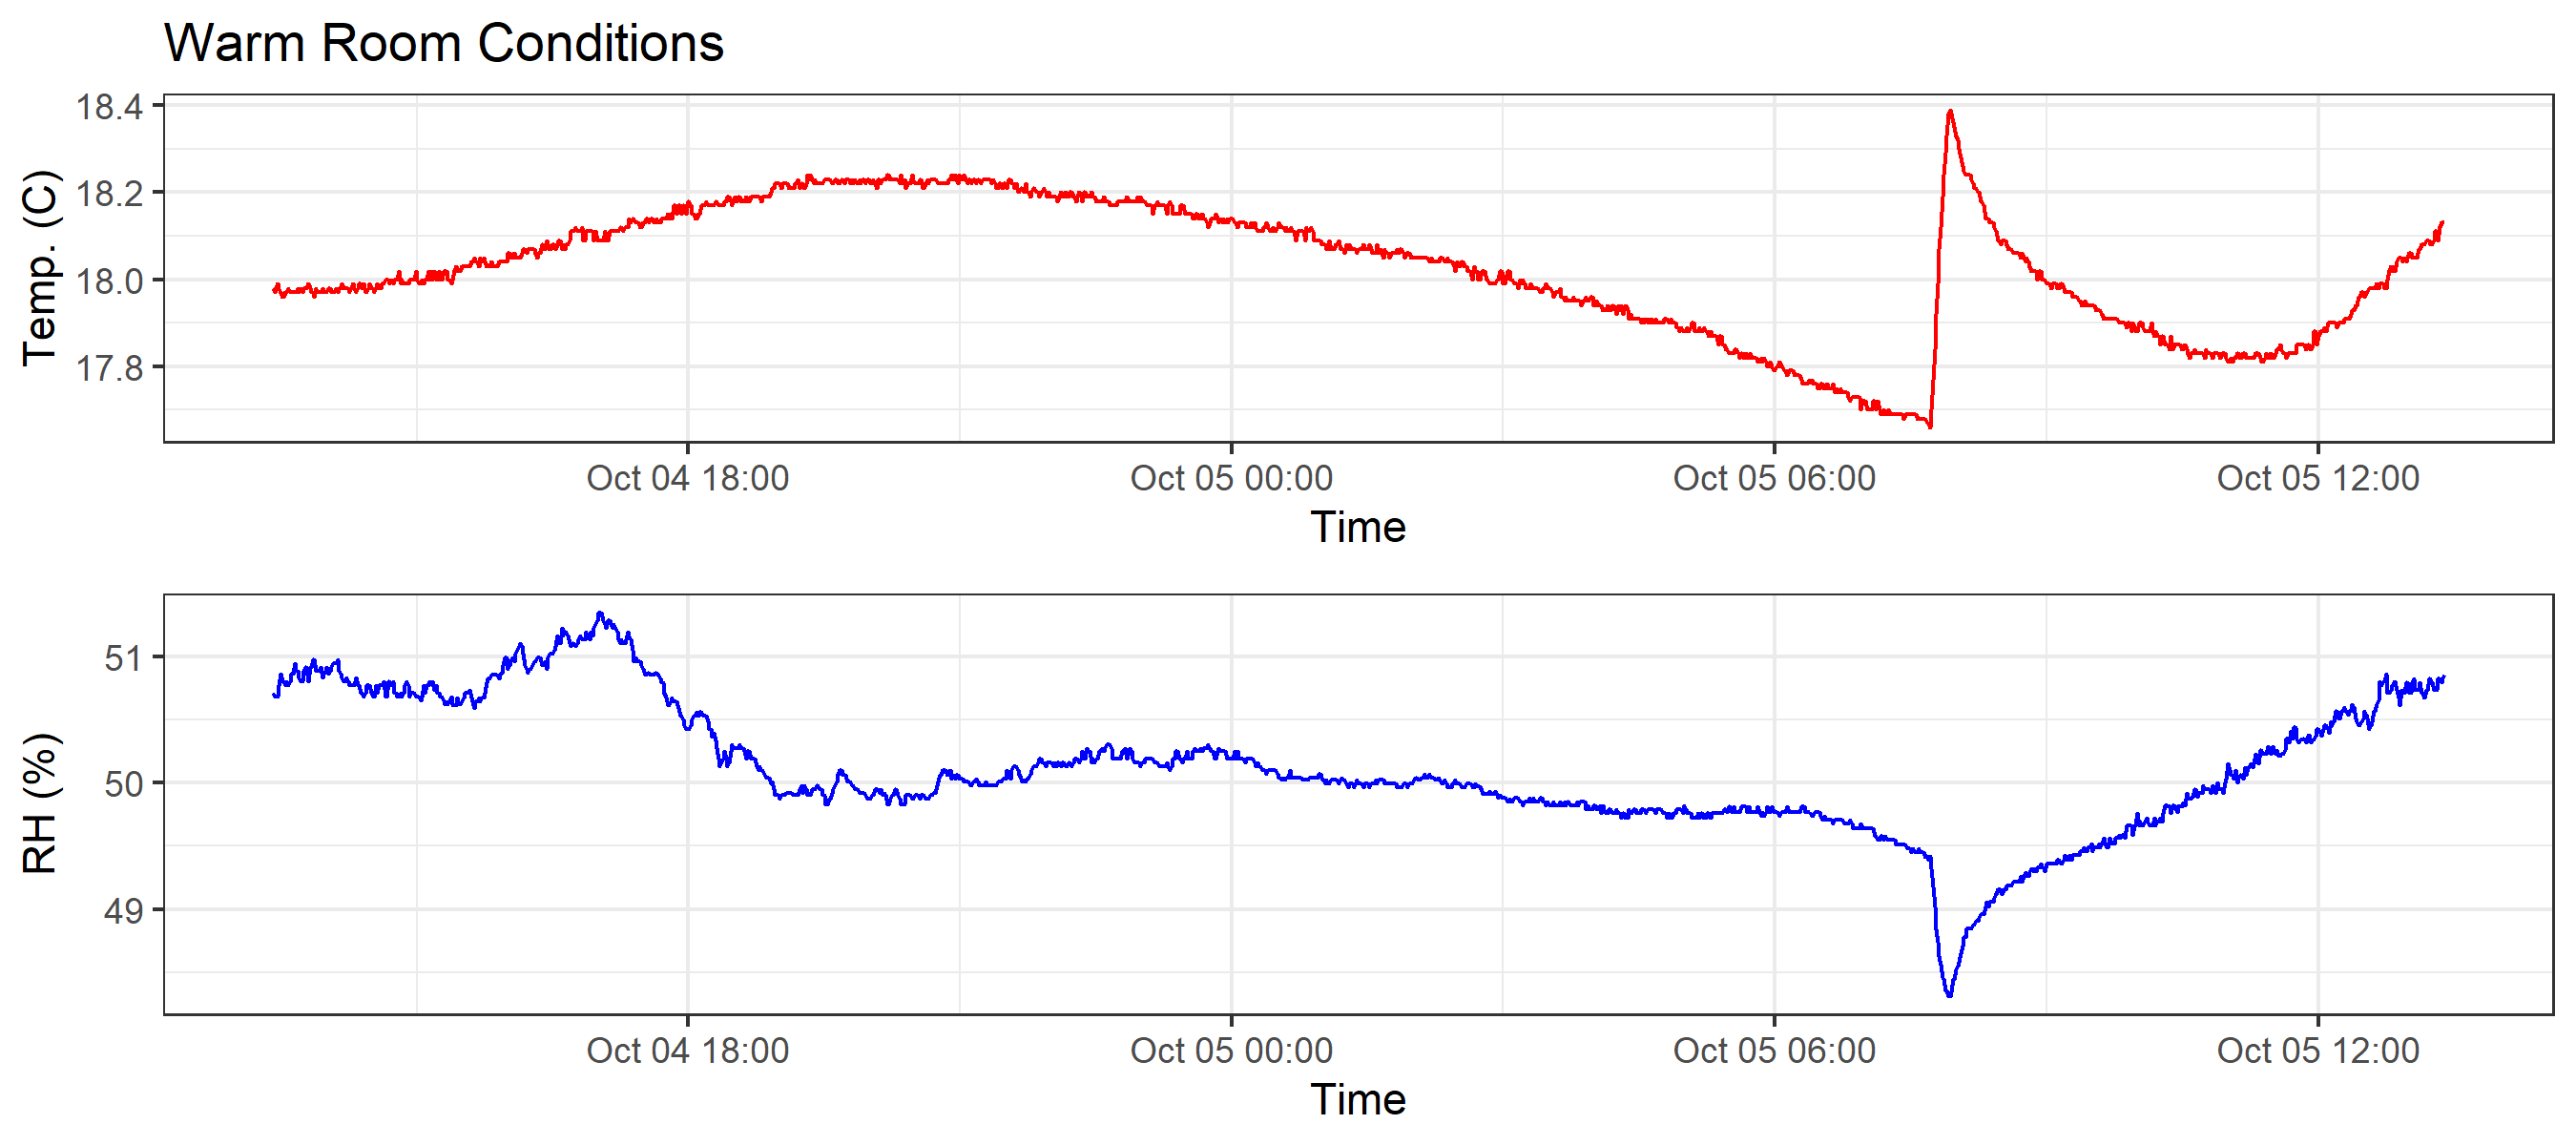 Warm Room Conditions
Temp. (C)
18.4
18.2
18.0
17.8
Oct 04 18:00 Oct 05 00:00 Oct 05 06:00 Oct 05 12:00
Time
RH (%)
51
50
49
Oct 04 18:00 Oct 05 00:00 Oct 05 06:00 Oct 05 12:00
Time